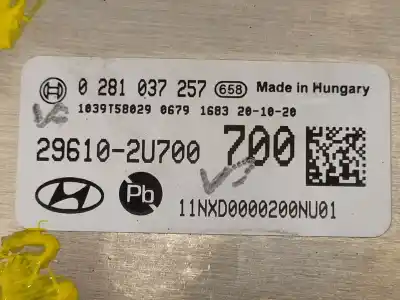 0 281 037 257 658 Made in Hungary
1039T58029 0679 1683 20-10-20
29610-2U700 700
Pb
11NXD0000200NU01